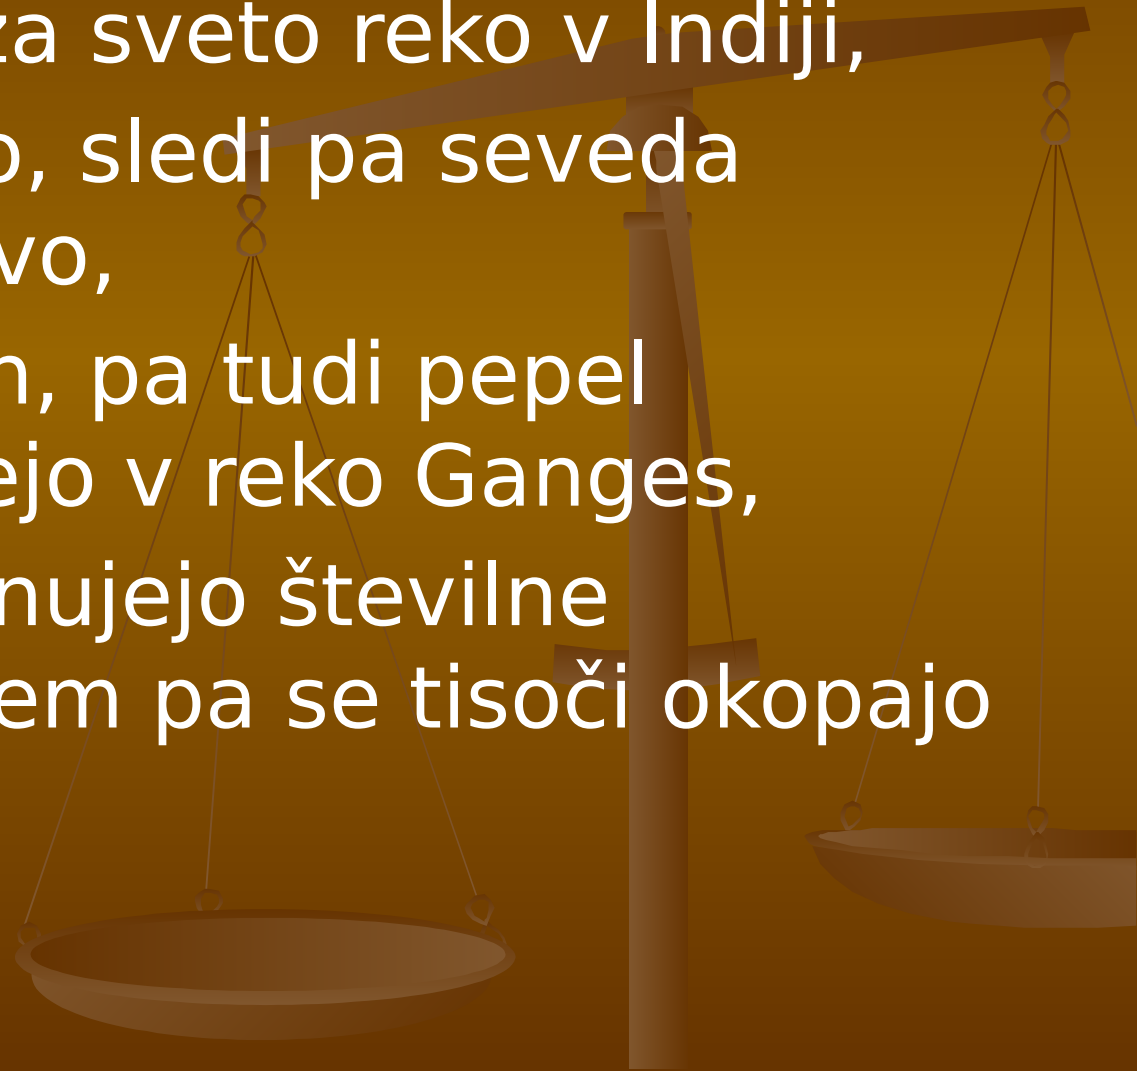 za sveto reko v Indiji,
o, sledi pa seveda
vo,
n, pa tudi pepel
ejo v reko Ganges,
nujejo številne
em pa se tisoči okopajo